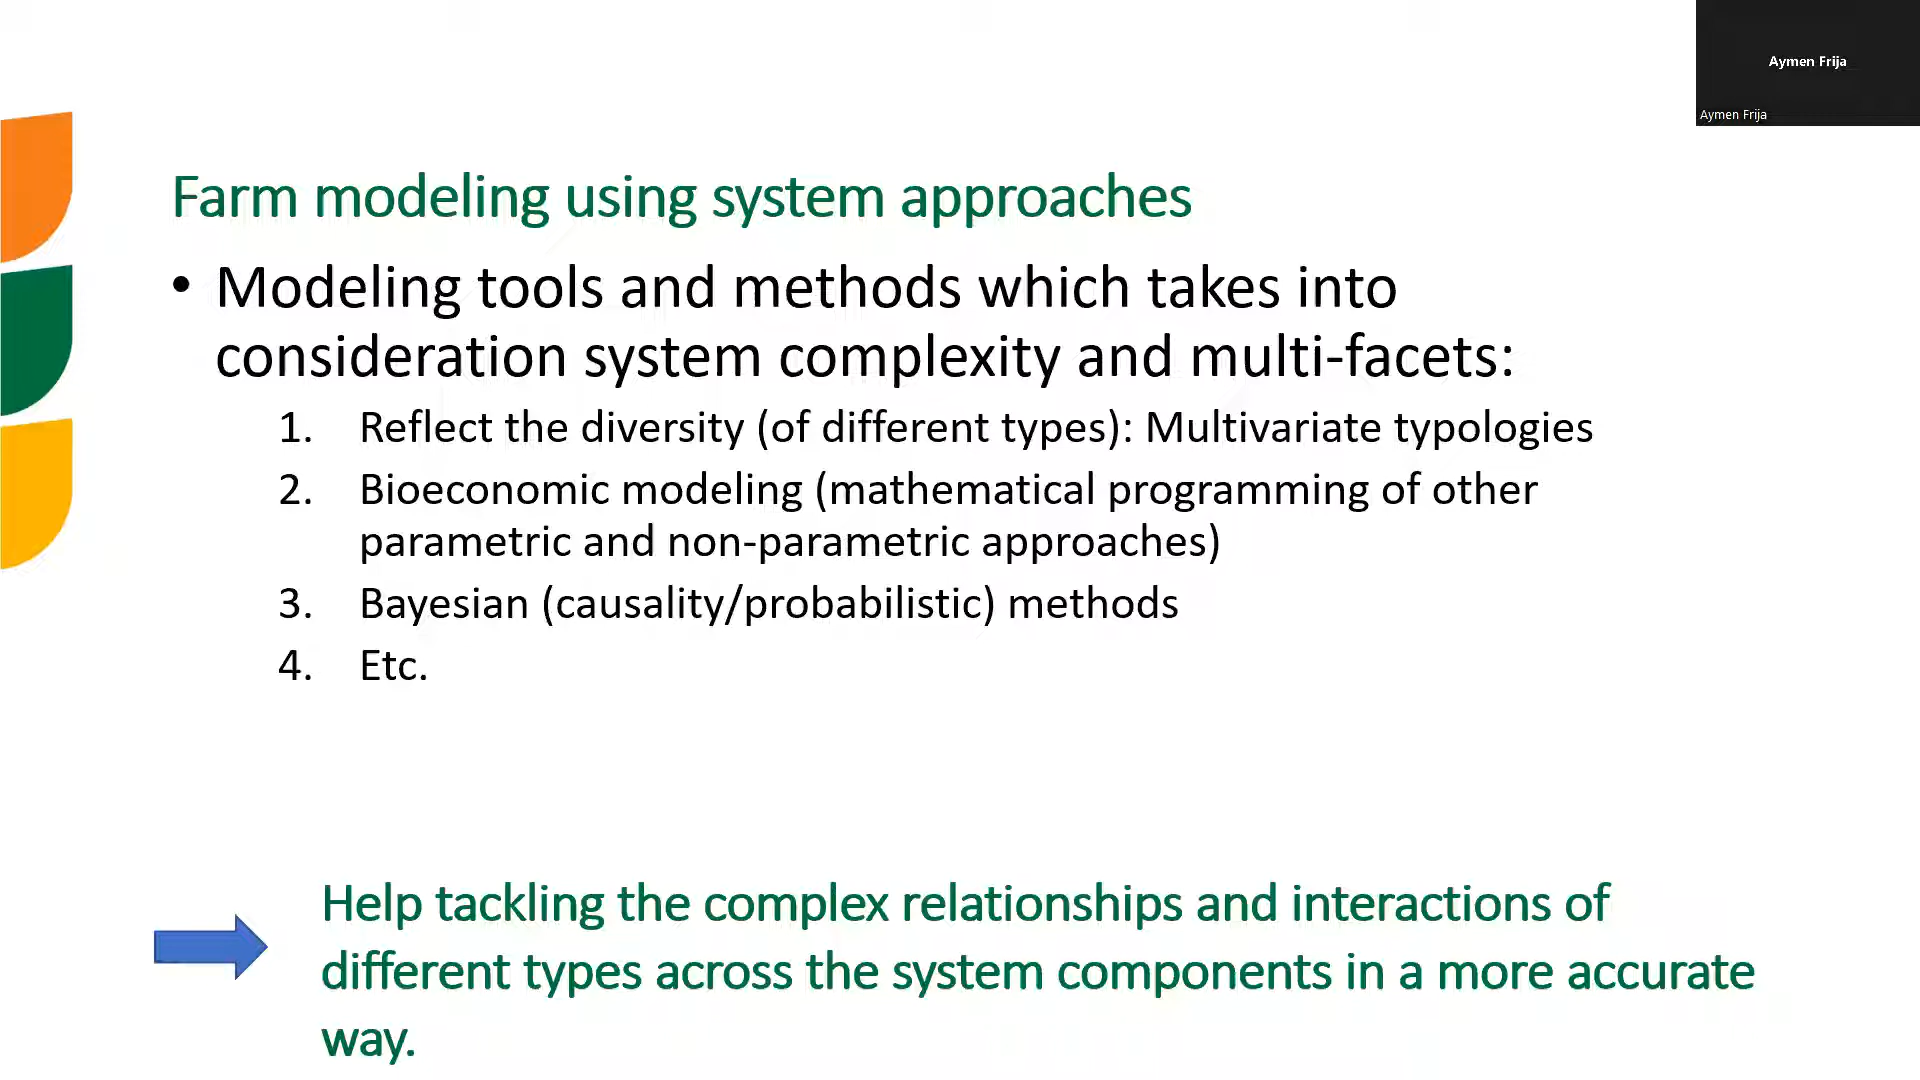 Aymen Frija
Aymen Frija
Farm modeling using system approaches
• Modeling tools and methods which takes into
consideration system complexity and multi-facets:
1. Reflect the diversity (of different types): Multivariate typologies
2. Bioeconomic modeling (mathematical programming of other
parametric and non-parametric approaches)
3. Bayesian (causality/probabilistic) methods
4. Etc.
Help tackling the complex relationships and interactions of
different types across the system components in a more accurate
way.